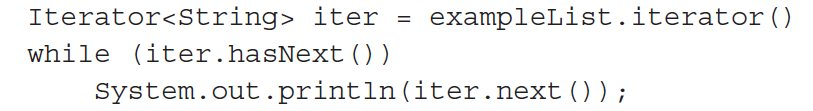 Iterator<String> iter = exampleList.iterator()
while (iter.hasNext())
    System.out.println(iter.next());